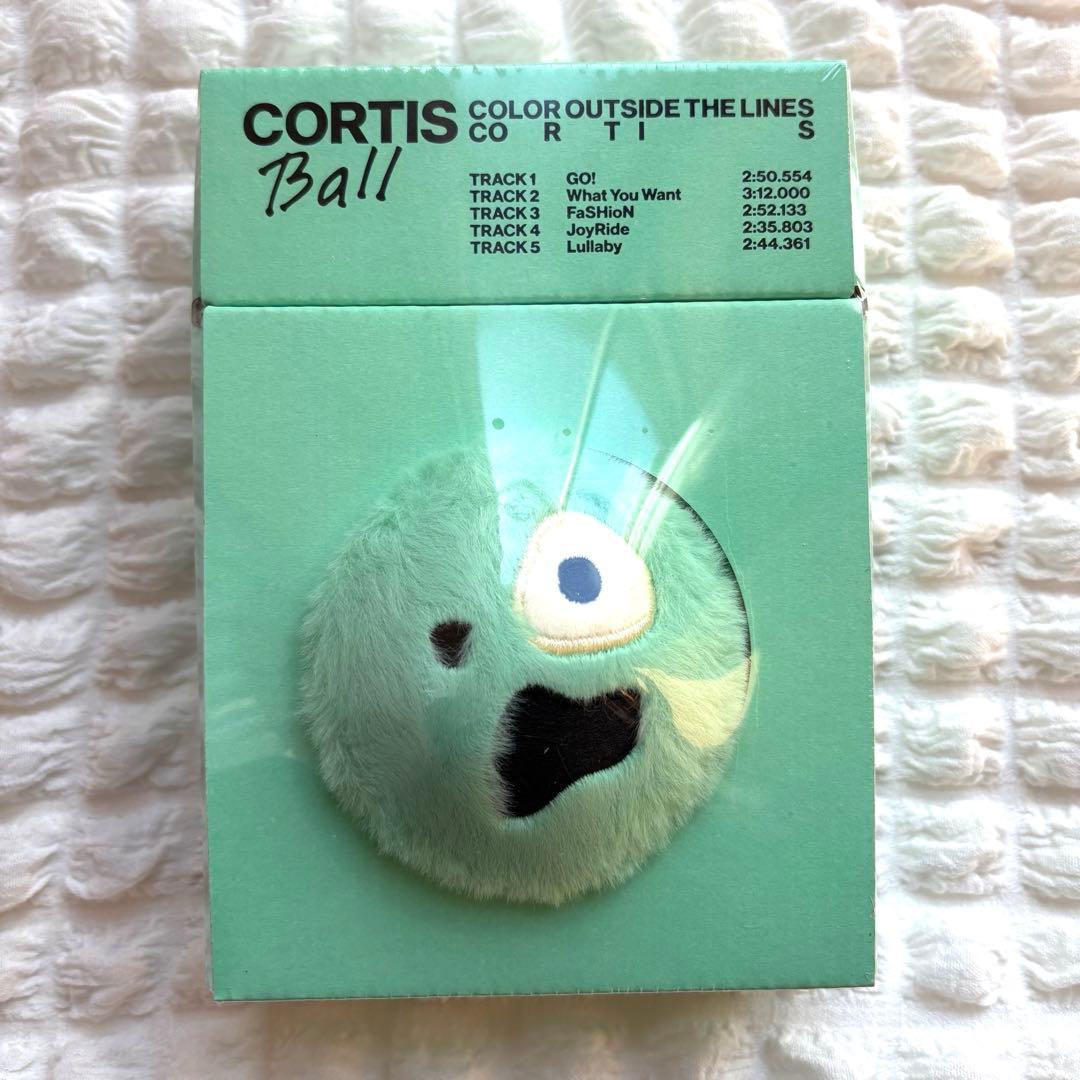 CORTIS
Ball
COLOR OUTSIDE THE LINES
CO R T I S
TRACK 1 GO! 2:50.554
TRACK 2 What You Want 3:12.000
TRACK 3 FaSHioN 2:52.133
TRACK 4 JoyRide 2:35.803
TRACK 5 Lullaby 2:44.361